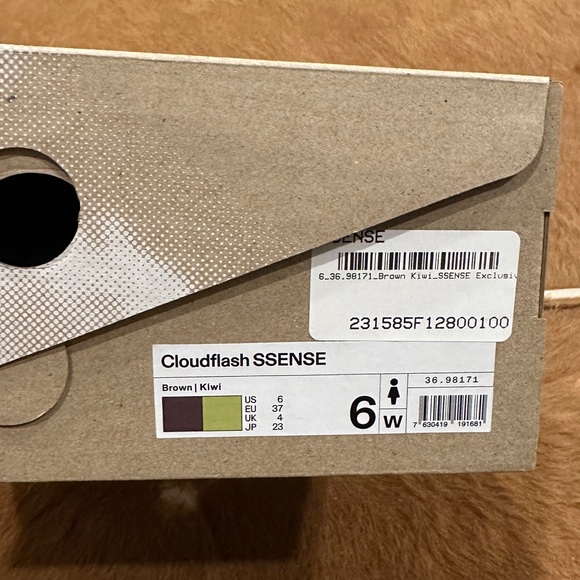 SENSE
6_36.98171_Brown Kiwi_SSENSE Exclusiv
231585F12800100
Cloudflash SSENSE
Brown | Kiwi
US 6
EU 37
UK 4
JP 23
6
W
36.98171
7 630419 191681